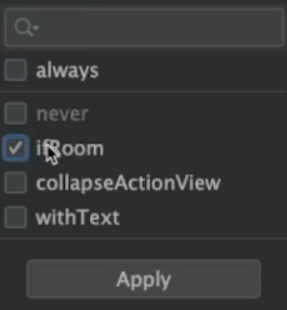 always
never
ifRoom
collapseActionView
withText
Apply